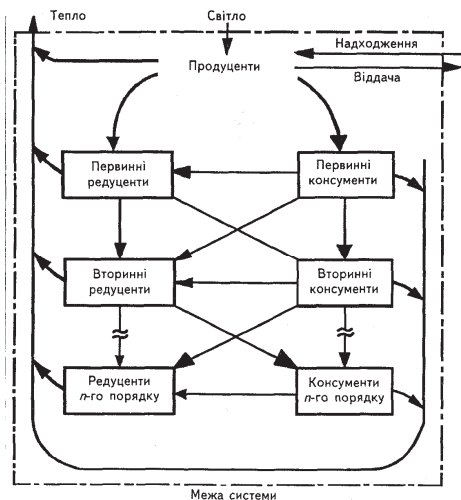 Тепло
Світло
Надходження
Продуценти
Віддача
Первинні
редуценти
Первинні
консументи
Вторинні
редуценти
Вторинні
консументи
Редуценти
n-го порядку
Консументи
n-го порядку
Межа системи